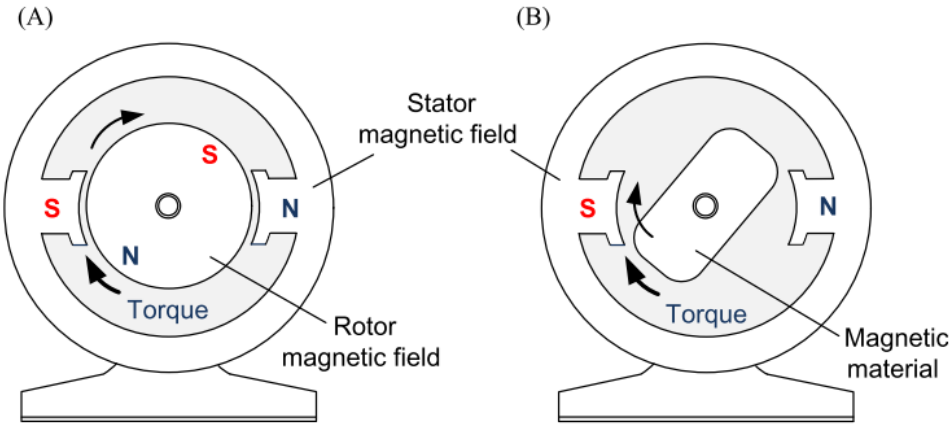 (A)
S
S
N
N
Torque
Rotor
magnetic field
Stator
magnetic field
(B)
S
N
Torque
Magnetic
material